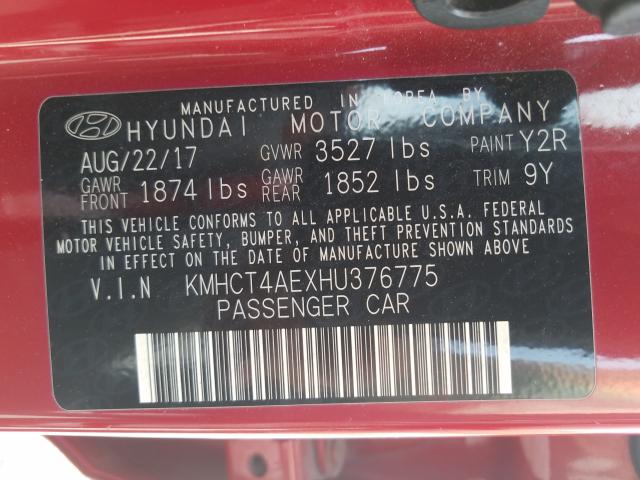 MANUFACTURED IN KOREA BY
HYUNDAI MOTOR COMPANY
AUG/22/17 GVWR 3527 lbs PAINT Y2R
GAWR FRONT 1874 lbs GAWR REAR 1852 lbs TRIM 9Y
THIS VEHICLE CONFORMS TO ALL APPLICABLE U.S.A. FEDERAL
MOTOR VEHICLE SAFETY, BUMPER, AND THEFT PREVENTION STANDARDS
IN EFFECT ON THE DATE OF MANUFACTURE SHOWN ABOVE.
V.I.N KMHCT4AEXHU376775
PASSENGER CAR